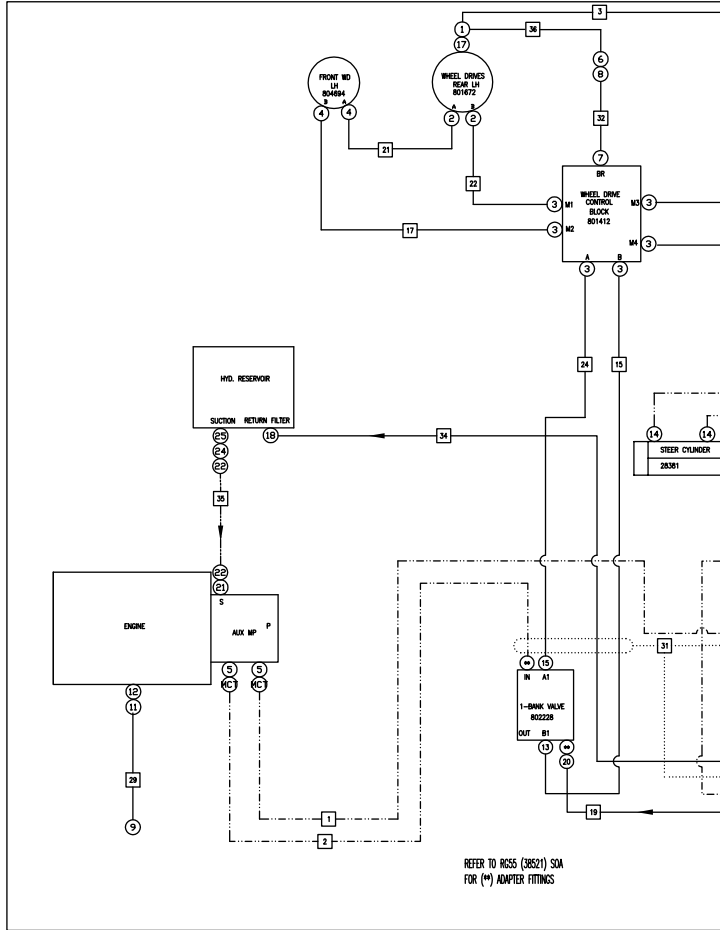 3
1
36
17
6
8
FRONT WD
LH
804694
B A
4 4
WHEEL DRIVES
REAR LH
801672
A B
2 2
21
32
22
7
BR
WHEEL DRIVE
CONTROL
BLOCK
801412
3 M1
3 M2
M3 3
M4 3
17
A B
3 3
HYD. RESERVOIR
SUCTION RETURN FILTER
25
24
22
18
34
24
15
14 14
STEER CYLINDER
28381
35
22
21
S
P
ENGINE
AUX MP
5 5
MCT MCT
12
11
29
9
31
** 15
IN A1
1-BANK VALVE
802228
OUT B1
13 **
20
19
1
2
REFER TO RG55 (38521) SOA
FOR (**) ADAPTER FITTINGS